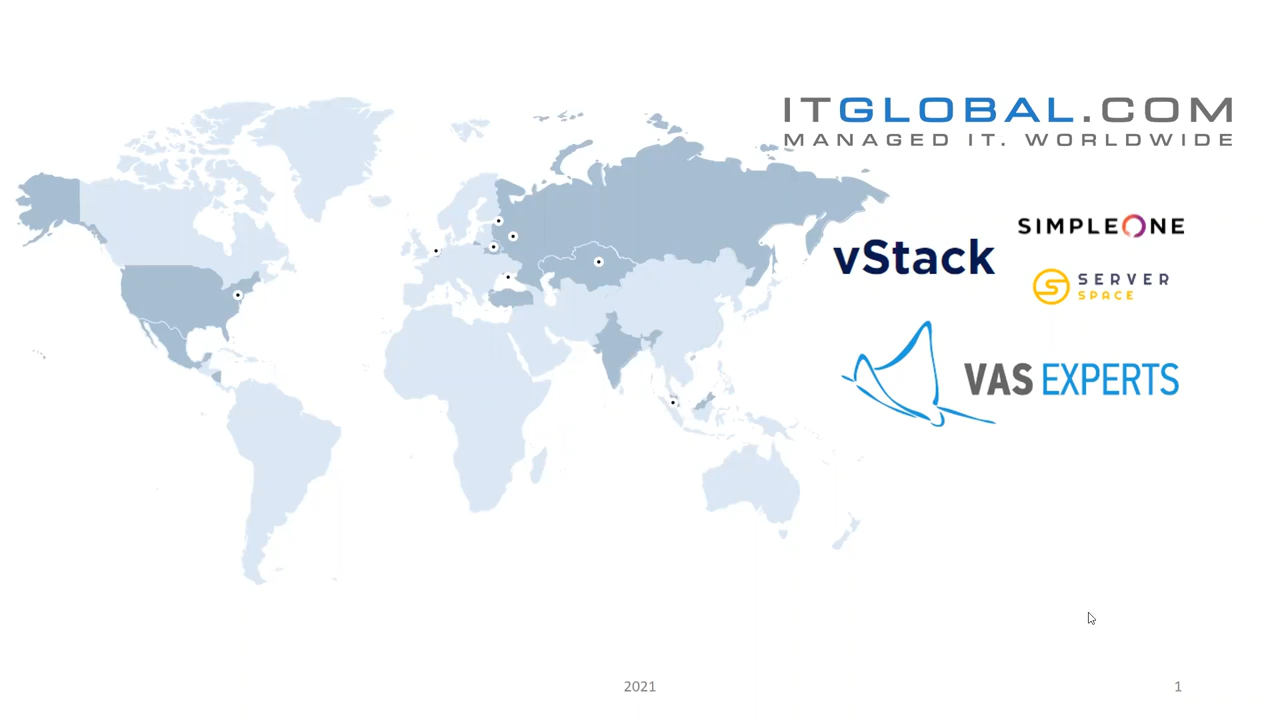 ITGLOBAL.COM
MANAGED IT. WORLDWIDE
SIMPLEONE
vStack
SERVER
SPACE
VAS EXPERTS
2021
1